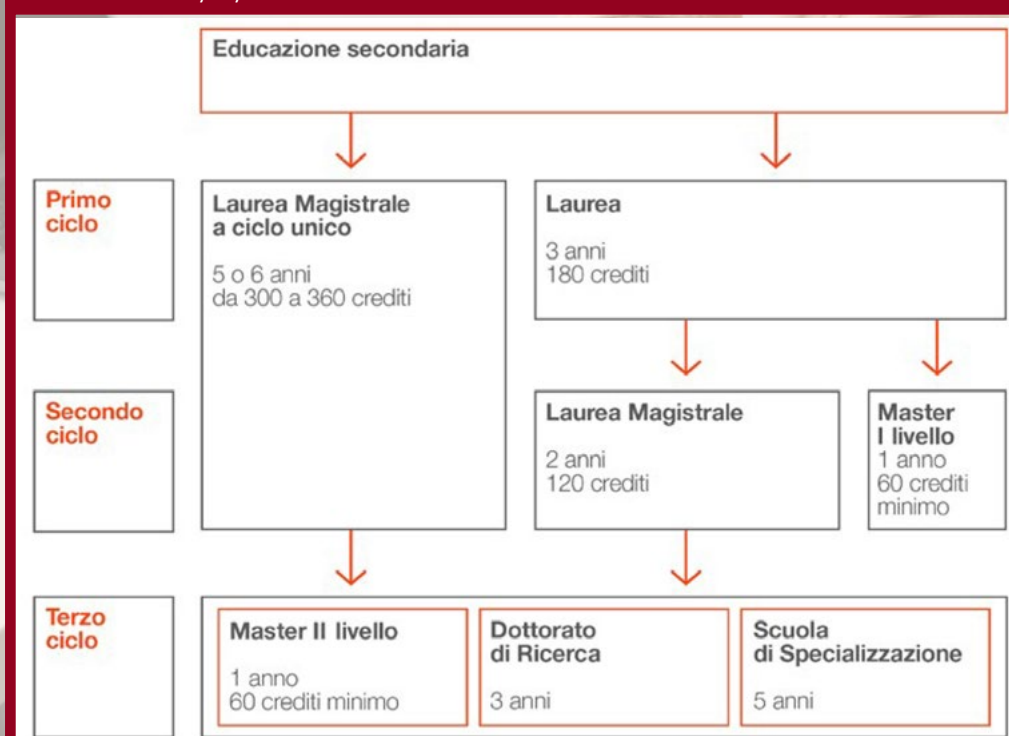 Educazione secondaria
Primo
ciclo
Laurea Magistrale
a ciclo unico
5 o 6 anni
da 300 a 360 crediti
Laurea
3 anni
180 crediti
Secondo
ciclo
Laurea Magistrale
2 anni
120 crediti
Master
I livello
1 anno
60 crediti
minimo
Terzo
ciclo
Master II livello
1 anno
60 crediti minimo
Dottorato
di Ricerca
3 anni
Scuola
di Specializzazione
5 anni